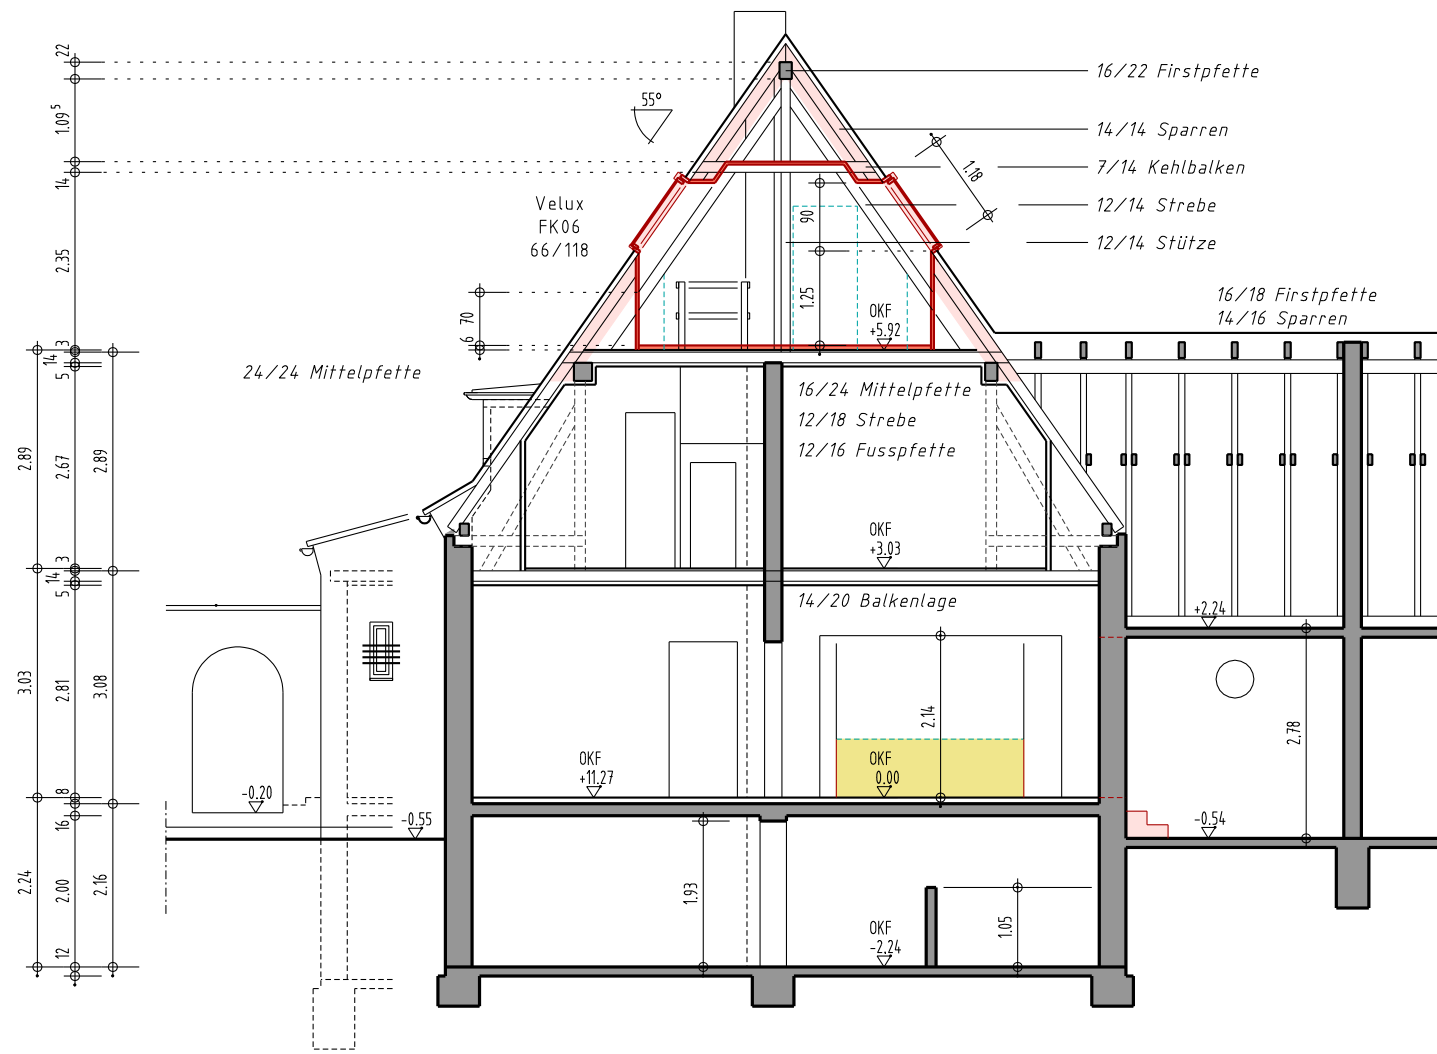 22
1.09⁵
14
2.35
3
14
5
2.89
2.67
2.89
3
14
5
3.03
2.81
3.08
8
16
2.24
2.00
2.16
12
55°
16/22 Firstpfette
14/14 Sparren
7/14 Kehlbalken
12/14 Strebe
12/14 Stütze
1.18
Velux
FK06
66/118
90
1.25
70
6
OKF
+5.92
16/18 Firstpfette
14/16 Sparren
24/24 Mittelpfette
16/24 Mittelpfette
12/18 Strebe
12/16 Fusspfette
OKF
+3.03
14/20 Balkenlage
+2.24
2.14
2.78
OKF
+11.27
OKF
0.00
-0.20
-0.55
-0.54
1.93
OKF
-2.24
1.05